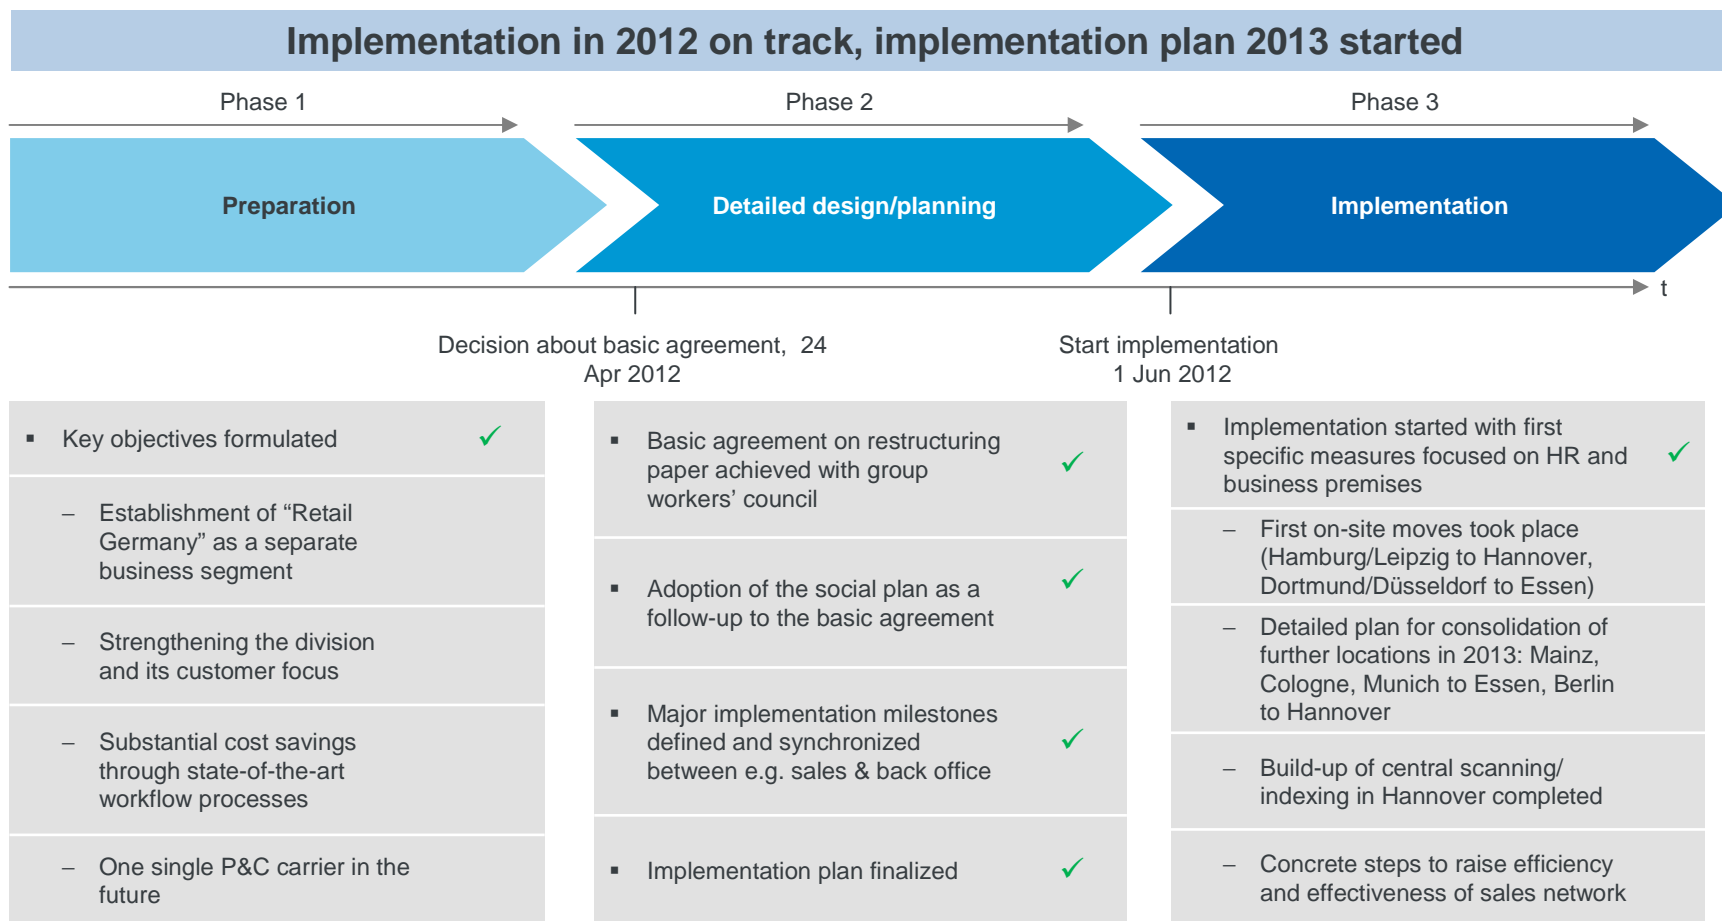 Implementation in 2012 on track, implementation plan 2013 started
Phase 1
Phase 2
Phase 3
Preparation
Detailed design/planning
Implementation
t
Decision about basic agreement,  24
Apr 2012
Start implementation
1 Jun 2012
▪ Key objectives formulated ✓
– Establishment of “Retail
Germany” as a separate
business segment
– Strengthening the division
and its customer focus
– Substantial cost savings
through state-of-the-art
workflow processes
– One single P&C carrier in the
future
▪ Basic agreement on restructuring
paper achieved with group
workers’ council ✓
▪ Adoption of the social plan as a
follow-up to the basic agreement ✓
▪ Major implementation milestones
defined and synchronized
between e.g. sales & back office ✓
▪ Implementation plan finalized ✓
▪ Implementation started with first
specific measures focused on HR and
business premises ✓
– First on-site moves took place
(Hamburg/Leipzig to Hannover,
Dortmund/Düsseldorf to Essen)
– Detailed plan for consolidation of
further locations in 2013: Mainz,
Cologne, Munich to Essen, Berlin
to Hannover
– Build-up of central scanning/
indexing in Hannover completed
– Concrete steps to raise efficiency
and effectiveness of sales network